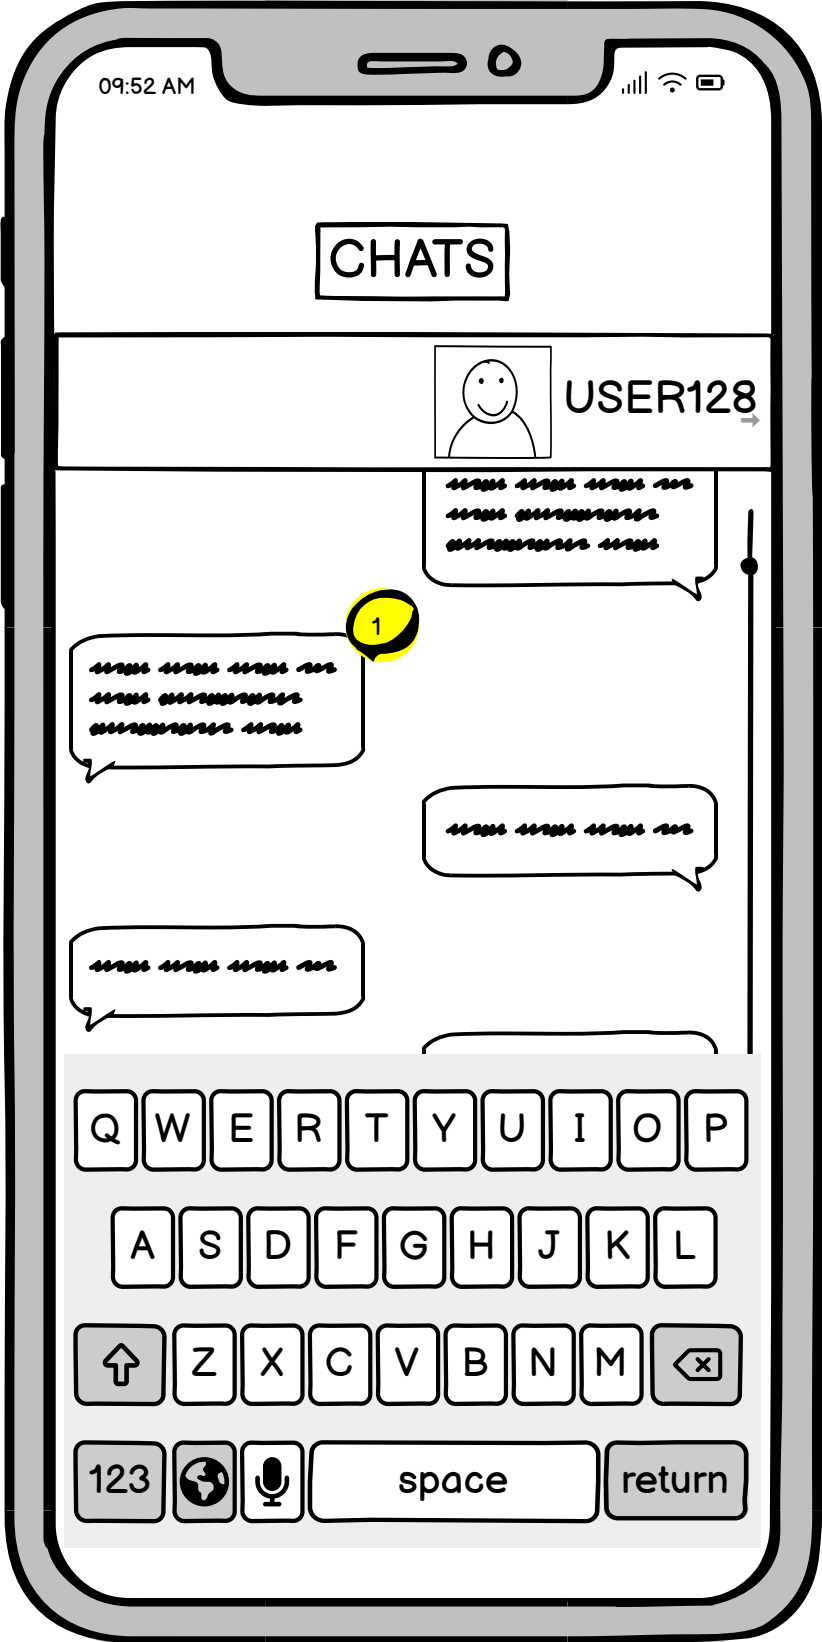 09:52 AM
CHATS
USER128
1
Q W E R T Y U I O P
A S D F G H J K L
Z X C V B N M
123 space return